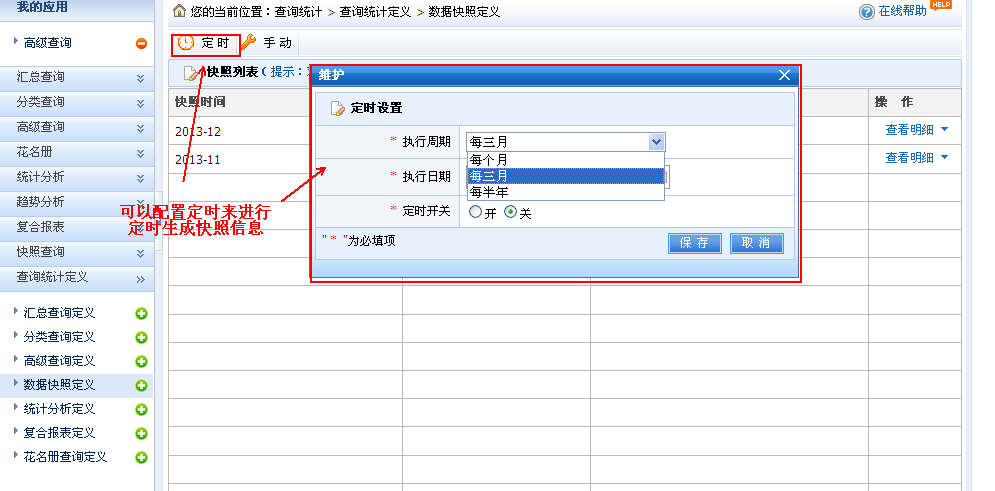 我的应用
您的当前位置：查询统计 > 查询统计定义 > 数据快照定义
在线帮助
HELP
高级查询
定时
手动
汇总查询
分类查询
高级查询
花名册
统计分析
趋势分析
复合报表
快照查询
查询统计定义
汇总查询定义
分类查询定义
高级查询定义
数据快照定义
统计分析定义
复合报表定义
花名册查询定义
快照列表(提示：
快照时间
操 作
2013-12
查看明细
2013-11
查看明细
可以配置定时来进行
定时生成快照信息
维护
定时设置
* 执行周期
每三月
每个月
每三月
每半年
* 执行日期
* 定时开关
开
关
"*"为必填项
保存
取消